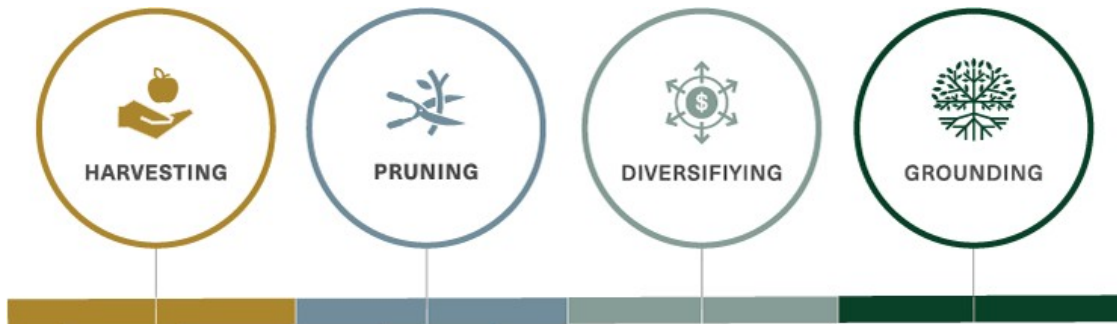 HARVESTING
PRUNING
$
DIVERSIFIYING
GROUNDING